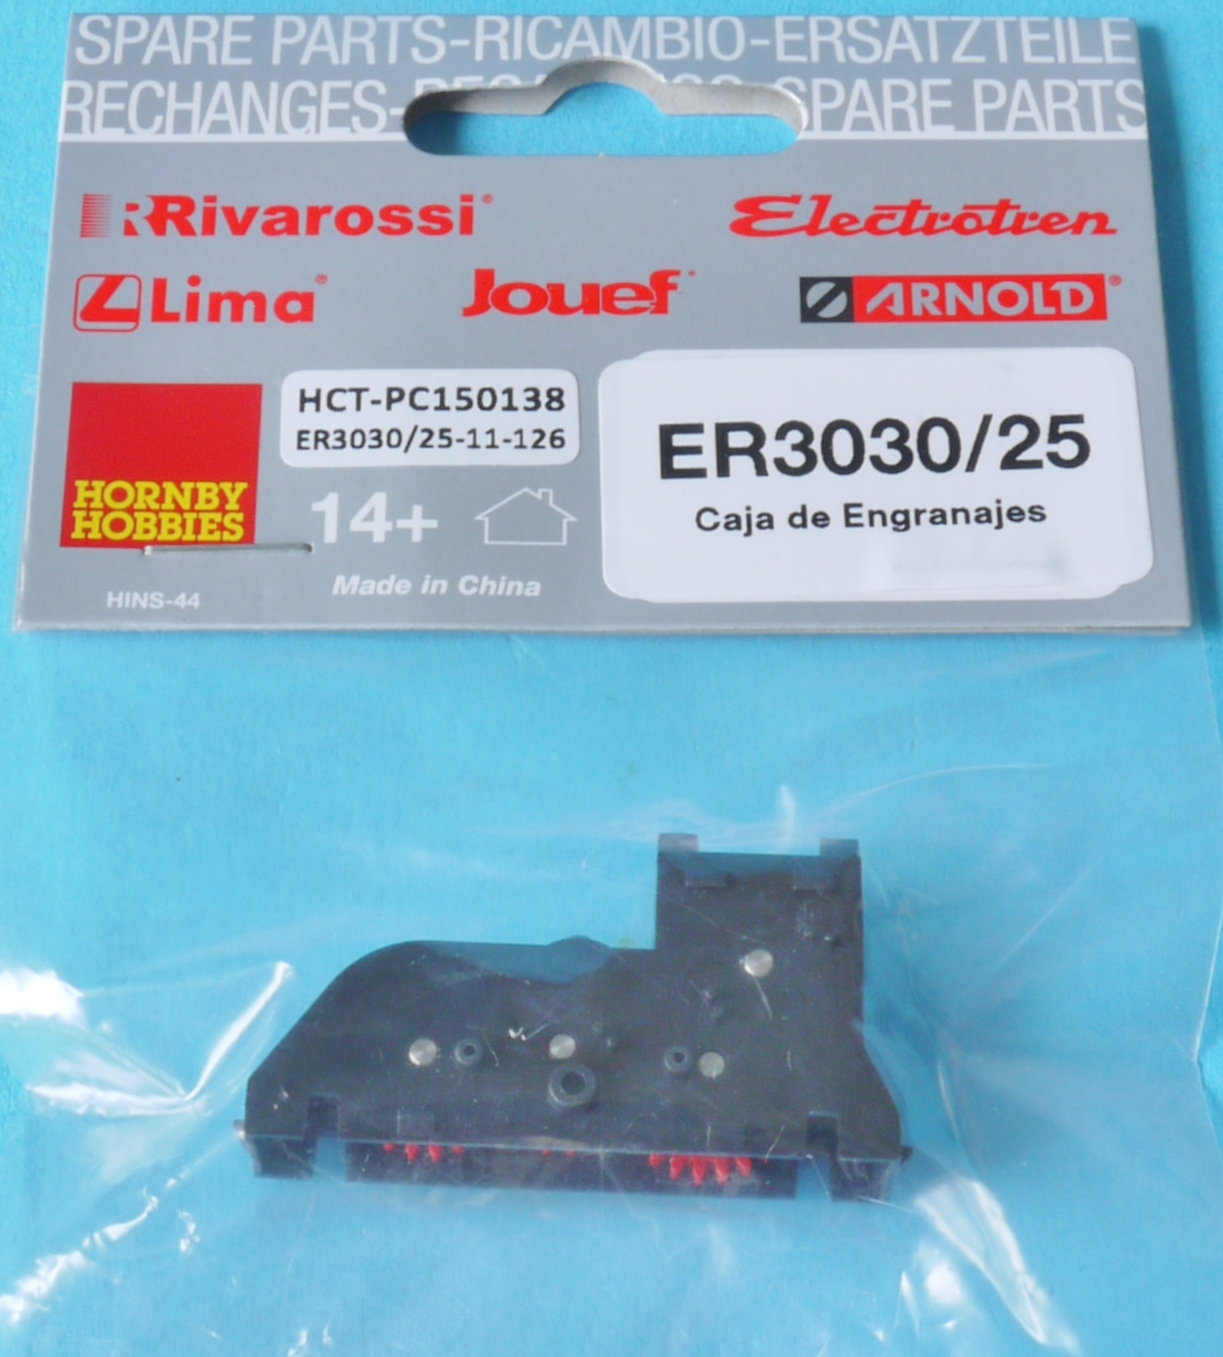 SPARE PARTS-RICAMBIO-ERSATZTEILE
RECHANGES- SPARE PARTS
Rivarossi
Electrotren
Lima
Jouef
ARNOLD
HORNBY
HOBBIES
HCT-PC150138
ER3030/25-11-126
14+
Made in China
HINS-44
ER3030/25
Caja de Engranajes